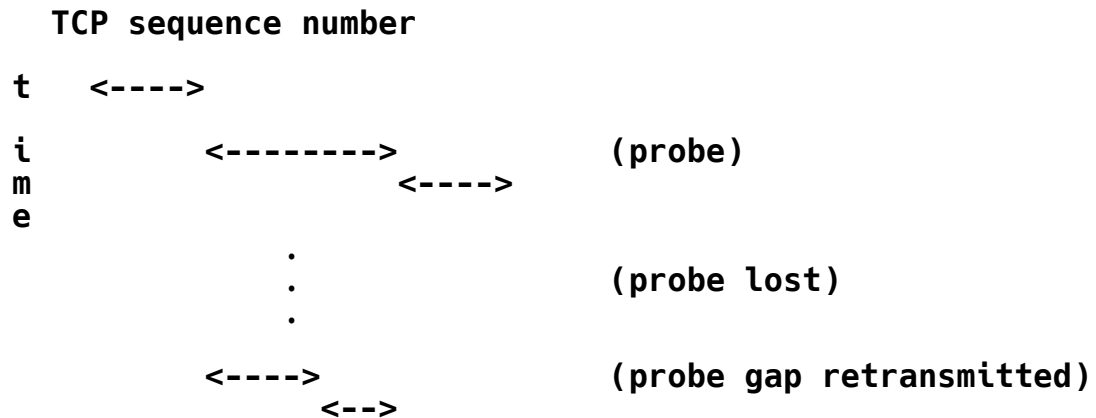 TCP sequence number
t <---->
i <--------> (probe)
m <---->
e
.
. (probe lost)
.
<----> (probe gap retransmitted)
<-->